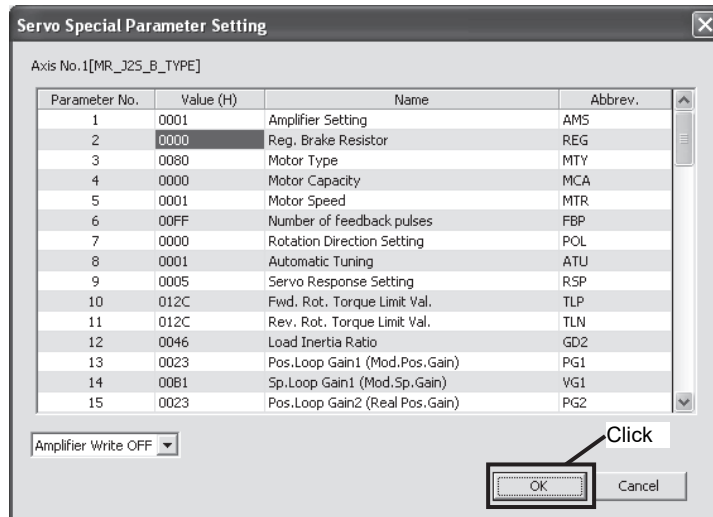 Servo Special Parameter Setting
Axis No.1[MR_J2S_B_TYPE]
Parameter No. Value (H) Name Abbrev.
1 0001 Amplifier Setting AMS
2 0000 Reg. Brake Resistor REG
3 0080 Motor Type MTY
4 0000 Motor Capacity MCA
5 0001 Motor Speed MTR
6 00FF Number of feedback pulses FBP
7 0000 Rotation Direction Setting POL
8 0001 Automatic Tuning ATU
9 0005 Servo Response Setting RSP
10 012C Fwd. Rot. Torque Limit Val. TLP
11 012C Rev. Rot. Torque Limit Val. TLN
12 0046 Load Inertia Ratio GD2
13 0023 Pos.Loop Gain1 (Mod.Pos.Gain) PG1
14 00B1 Sp.Loop Gain1 (Mod.Sp.Gain) VG1
15 0023 Pos.Loop Gain2 (Real Pos.Gain) PG2
Amplifier Write OFF
Click
OK Cancel